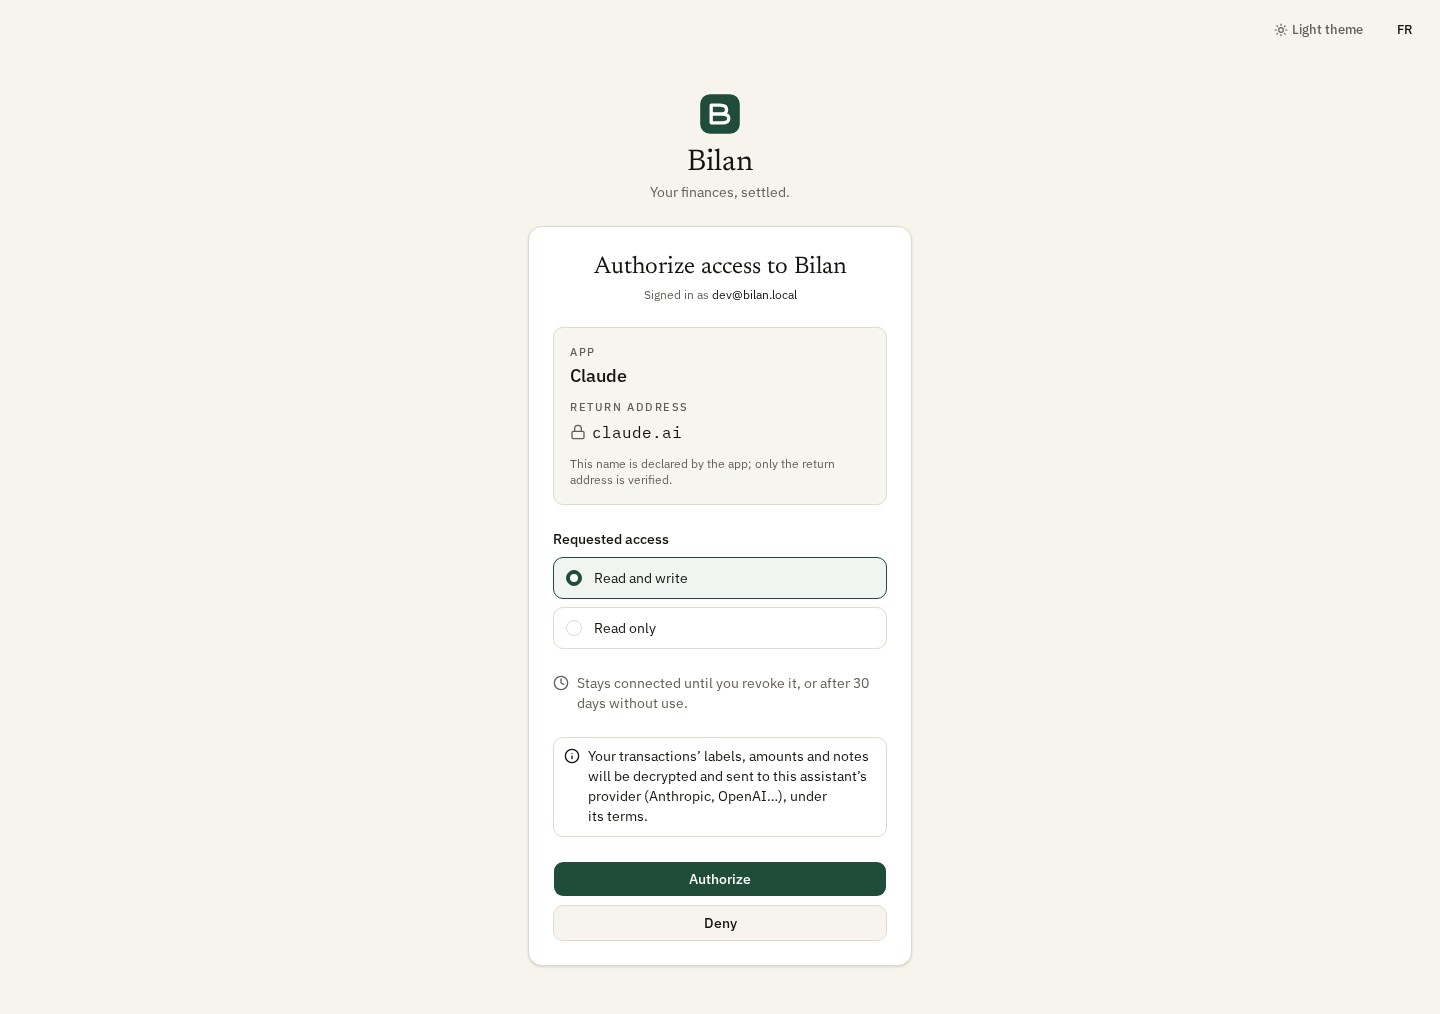 Light theme
FR
B
Bilan
Your finances, settled.
Authorize access to Bilan
Signed in as dev@bilan.local
APP
Claude
RETURN ADDRESS
claude.ai
This name is declared by the app; only the return
address is verified.
Requested access
Read and write
Read only
Stays connected until you revoke it, or after 30
days without use.
Your transactions’ labels, amounts and notes
will be decrypted and sent to this assistant’s
provider (Anthropic, OpenAI…), under
its terms.
Authorize
Deny